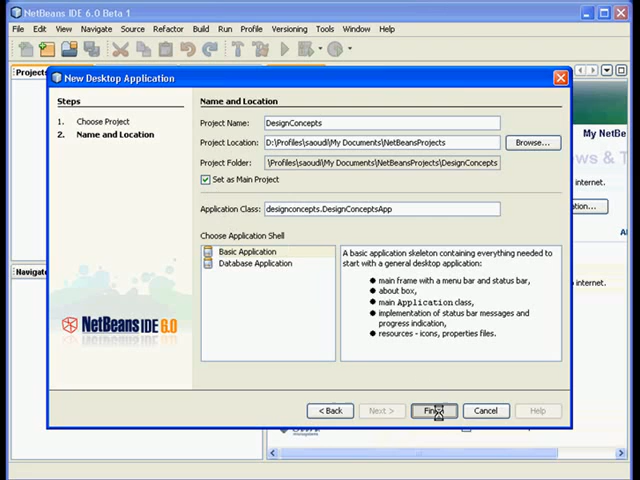 NetBeans IDE 6.0 Beta 1
File Edit View Navigate Source Refactor Build Run Profile Versioning Tools Window Help
Projects
New Desktop Application
Steps
1. Choose Project
2. Name and Location
NetBeans IDE 6.0
Name and Location
Project Name: DesignConcepts
Project Location: D:\Profiles\saoudi\My Documents\NetBeansProjects Browse...
Project Folder: \Profiles\saoudi\My Documents\NetBeansProjects\DesignConcepts
Set as Main Project
Application Class: designconcepts.DesignConceptsApp
Choose Application Shell
Basic Application
Database Application
A basic application skeleton containing everything needed to
start with a general desktop application:
● main frame with a menu bar and status bar,
● about box,
● main Application class,
● implementation of status bar messages and
progress indication,
● resources - icons, properties files.
< Back Next > Cancel Help
My NetBe
internet.
ation...
internet.
Navigato